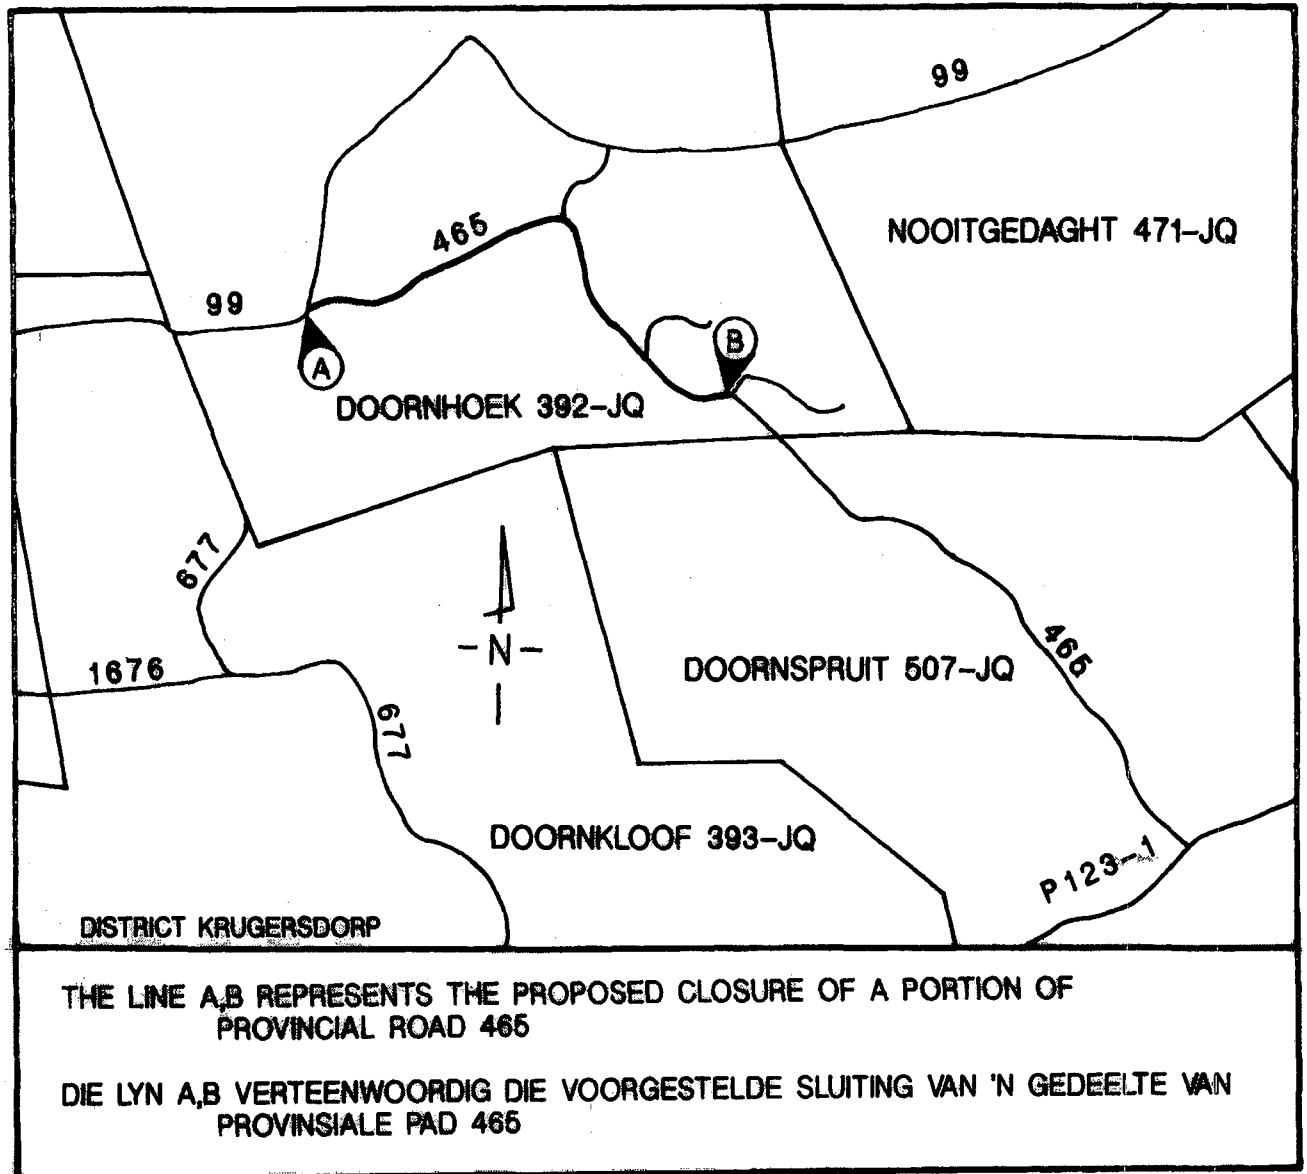 99
NOOITGEDAGHT 471-JQ
465
99
A
B
DOORNHOEK 392-JQ
677
-N-
465
1676
DOORNSPRUIT 507-JQ
677
DOORNKLOOF 393-JQ
P123-1
DISTRICT KRUGERSDORP
THE LINE A,B REPRESENTS THE PROPOSED CLOSURE OF A PORTION OF
PROVINCIAL ROAD 465
DIE LYN A,B VERTEENWOORDIG DIE VOORGESTELDE SLUITING VAN 'N GEDEELTE VAN
PROVINSIALE PAD 465